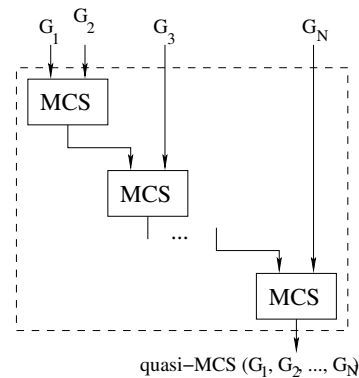 G1 G2 G3 GN
MCS
MCS
...
MCS
quasi-MCS (G1, G2, ..., GN)